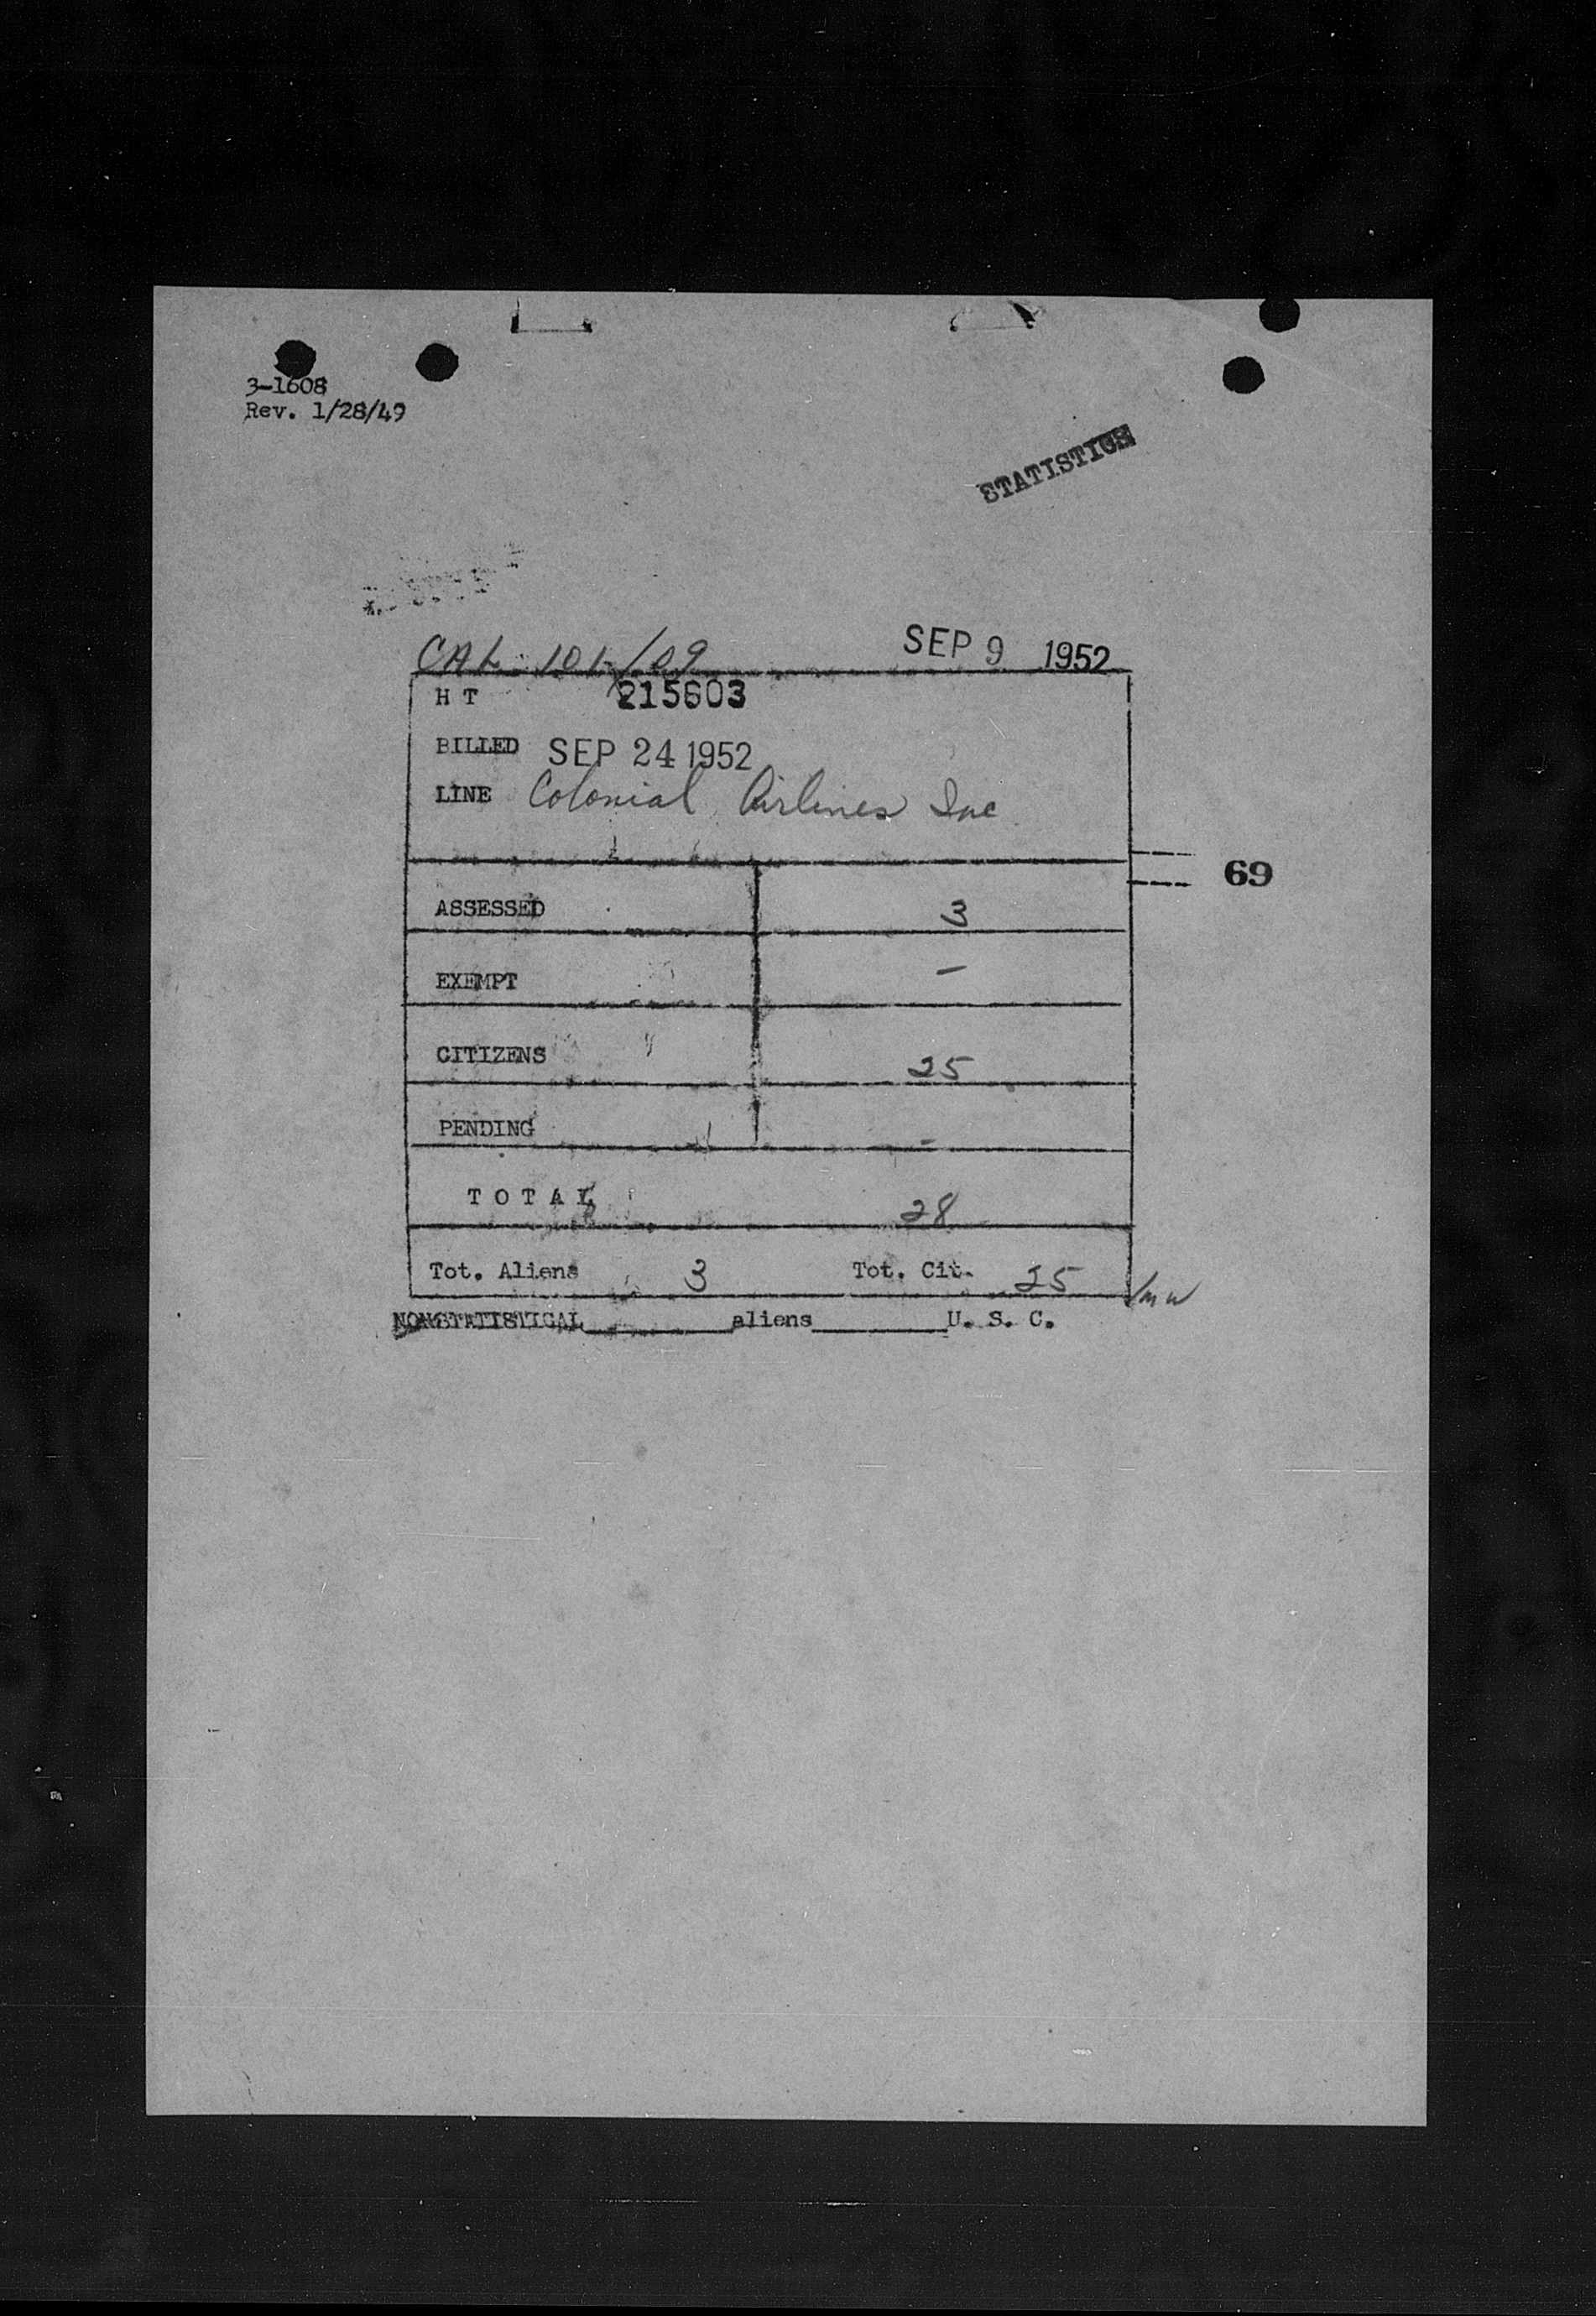 3-1608
Rev. 1/28/49
STATISTICS
CAL 101/09 SEP 9 1952
H T 215603
BILLED SEP 24 1952
LINE Colonial Airlines Inc
69
ASSESSED 3
EXEMPT –
CITIZENS 25
PENDING -
TOTAL 28
Tot. Aliens 3 Tot. Cit. 25
NONSTATISTICAL aliens U. S. C.